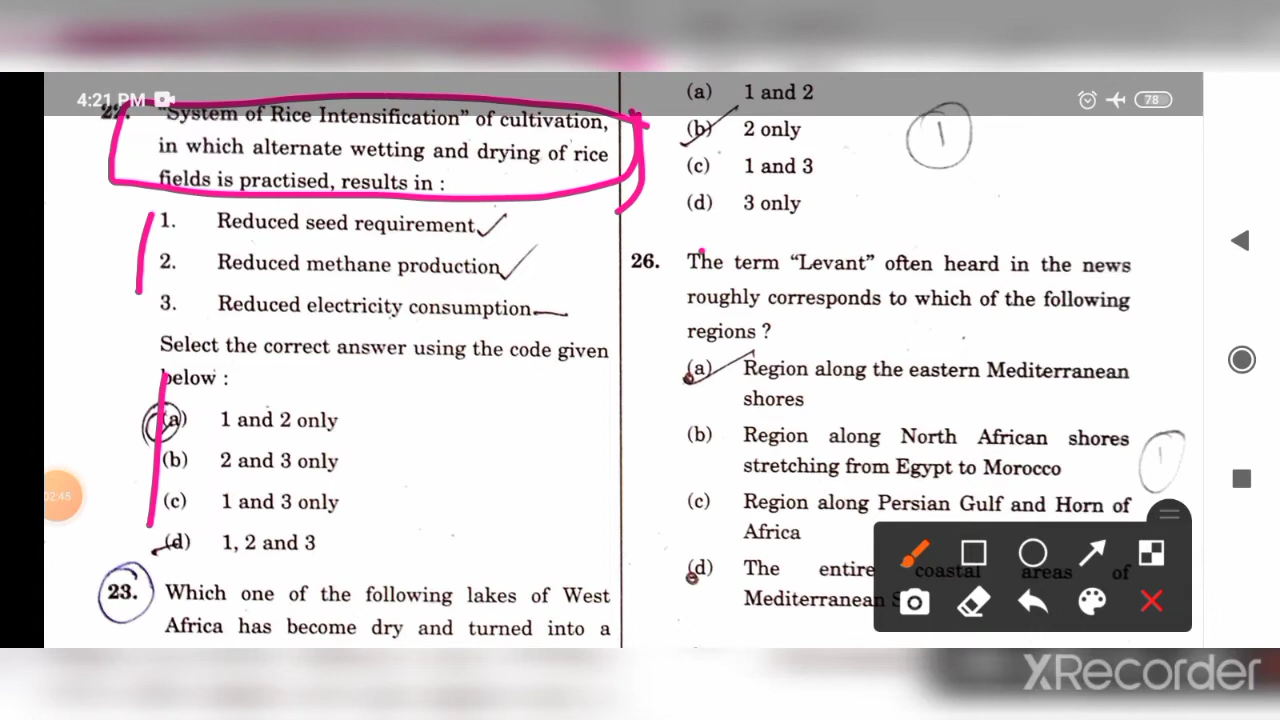 4:21 PM
78
22. "System of Rice Intensification" of cultivation,
in which alternate wetting and drying of rice
fields is practised, results in :
1. Reduced seed requirement
2. Reduced methane production
3. Reduced electricity consumption
Select the correct answer using the code given
below :
(a) 1 and 2 only
(b) 2 and 3 only
(c) 1 and 3 only
(d) 1, 2 and 3
23. Which one of the following lakes of West
Africa has become dry and turned into a
02:45
(a) 1 and 2
(b) 2 only
(c) 1 and 3
(d) 3 only
1
26. The term "Levant" often heard in the news
roughly corresponds to which of the following
regions ?
(a) Region along the eastern Mediterranean
shores
(b) Region along North African shores
stretching from Egypt to Morocco
1
(c) Region along Persian Gulf and Horn of
Africa
(d) The entire coastal areas of
Mediterranean
XRecorder